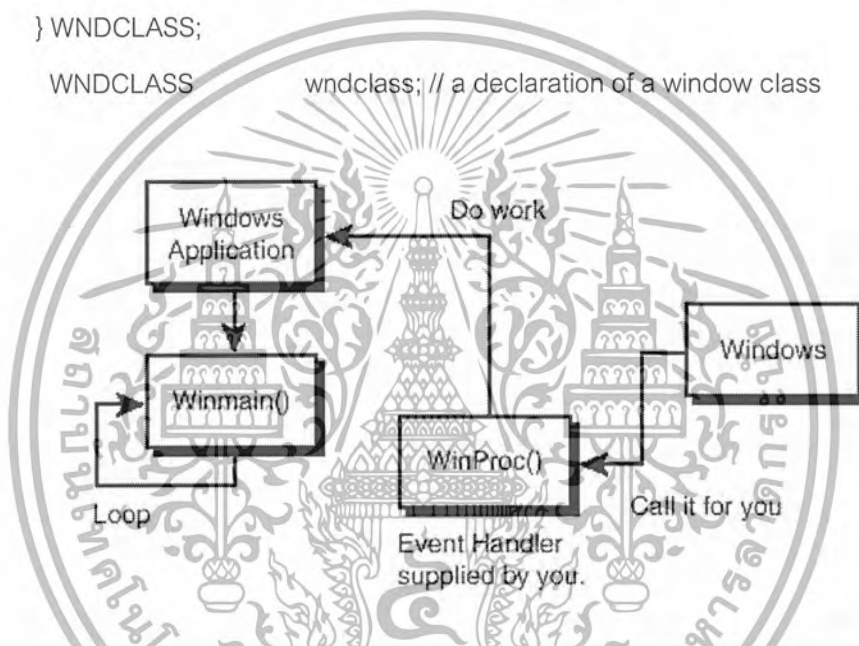 } WNDCLASS;
WNDCLASS wndclass; // a declaration of a window class
Windows
Application
Do work
Windows
Winmain()
WinProc()
Loop
Call it for you
Event Handler
supplied by you.